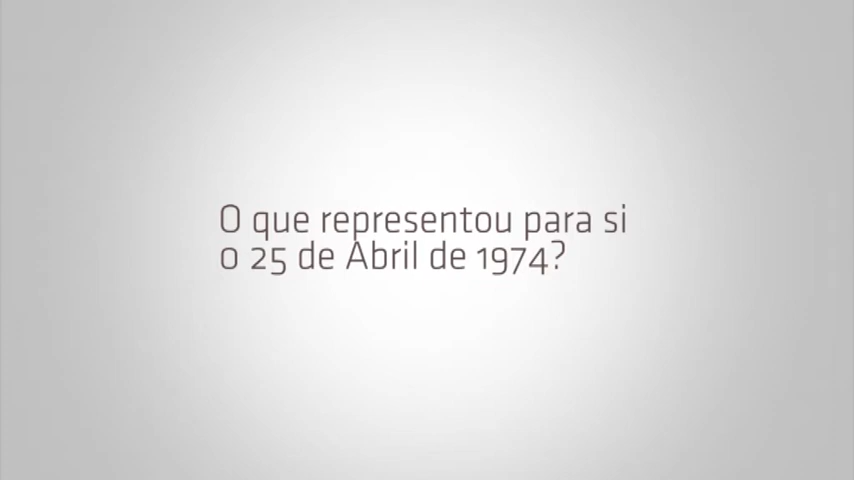 O que representou para si
o 25 de Abril de 1974?